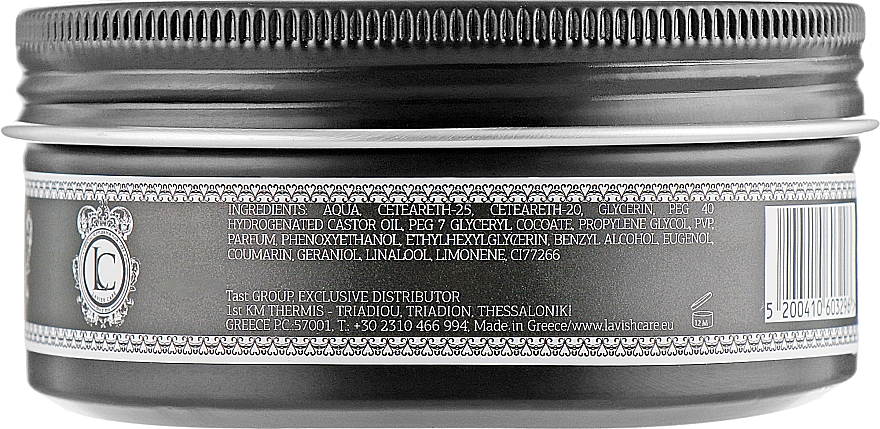 INGREDIENTS: AQUA, CETEARETH-25, CETEARETH-20, GLYCERIN, PEG 40
HYDROGENATED CASTOR OIL, PEG 7 GLYCERYL COCOATE, PROPYLENE GLYCOL, PVP,
PARFUM, PHENOXYETHANOL, ETHYLHEXYLGLYCERIN, BENZYL ALCOHOL, EUGENOL,
COUMARIN, GERANIOL, LINALOOL, LIMONENE, CI77266
Tast GROUP EXCLUSIVE DISTRIBUTOR
1st KM THERMIS - TRIADIOU, TRIADION, THESSALONIKI
GREECE PC:57001, T.: +30 2310 466 994, Made in Greece/www.lavishcare.eu
LC
12 M
5 200410 60329